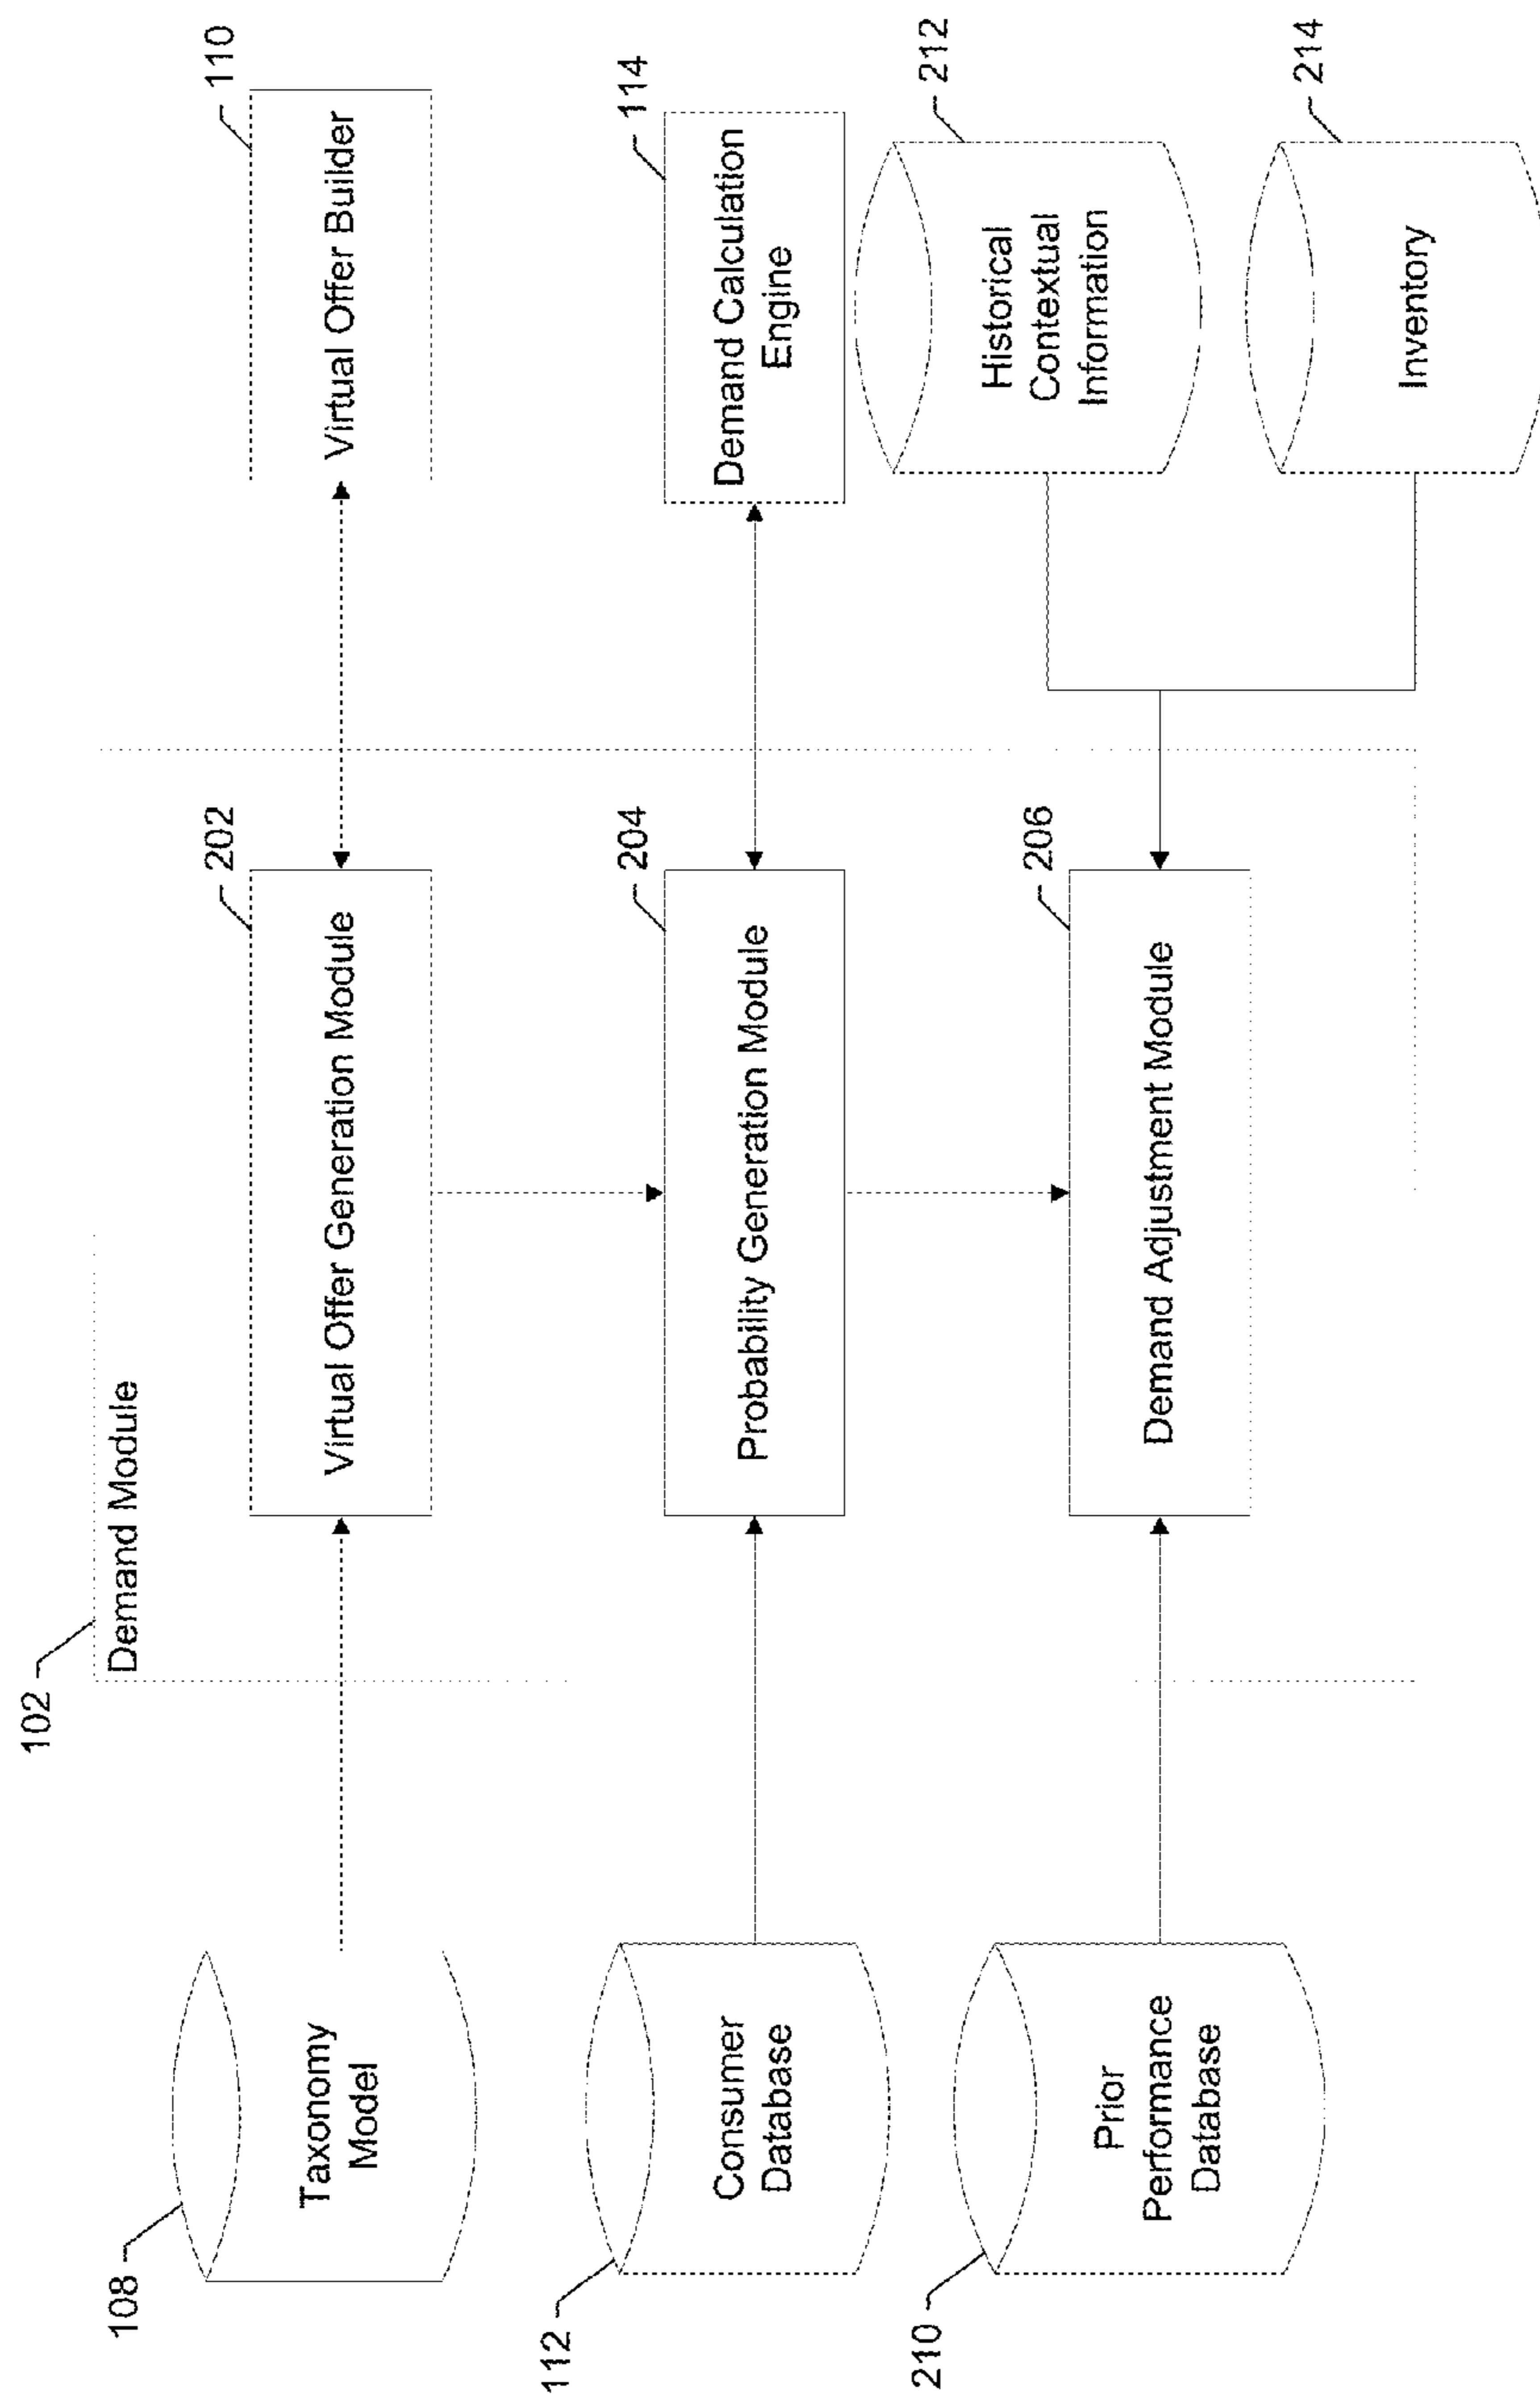 102
Demand Module
108
Taxonomy
Model
202
Virtual Offer Generation Module
110
Virtual Offer Builder
112
Consumer
Database
204
Probability Generation Module
114
Demand Calculation
Engine
210
Prior
Performance
Database
206
Demand Adjustment Module
212
Historical
Contextual
Information
214
Inventory